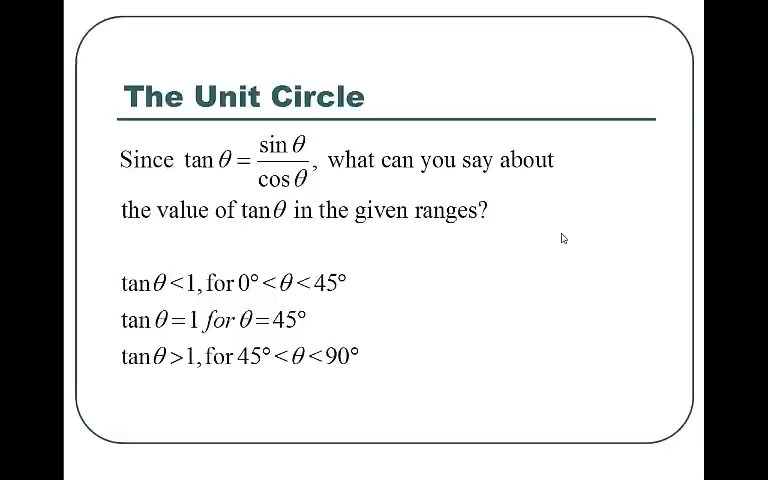 The Unit Circle
Since tan θ = sin θ / cos θ, what can you say about
the value of tan θ in the given ranges?
tan θ < 1, for 0° < θ < 45°
tan θ = 1 for θ = 45°
tan θ > 1, for 45° < θ < 90°